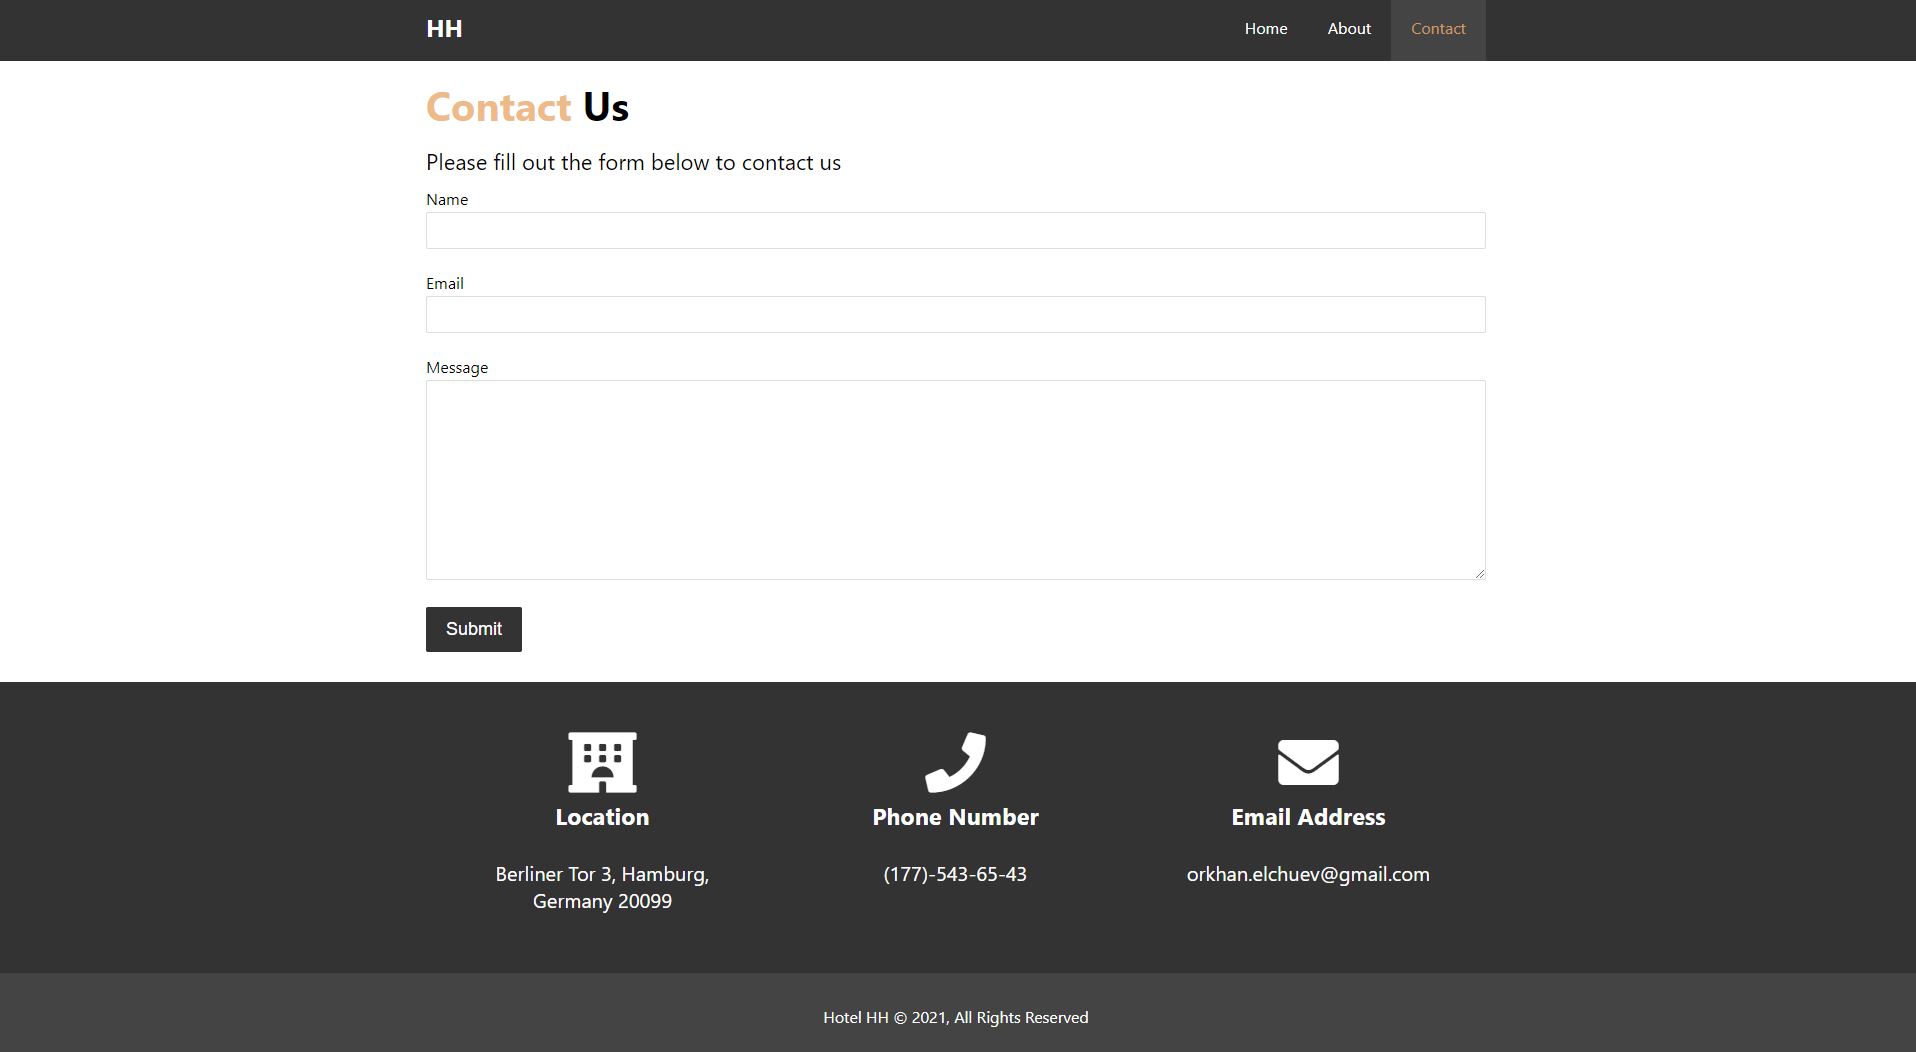 HH
Home
About
Contact
Contact Us
Please fill out the form below to contact us
Name
Email
Message
Submit
Location
Berliner Tor 3, Hamburg,
Germany 20099
Phone Number
(177)-543-65-43
Email Address
orkhan.elchuev@gmail.com
Hotel HH © 2021, All Rights Reserved